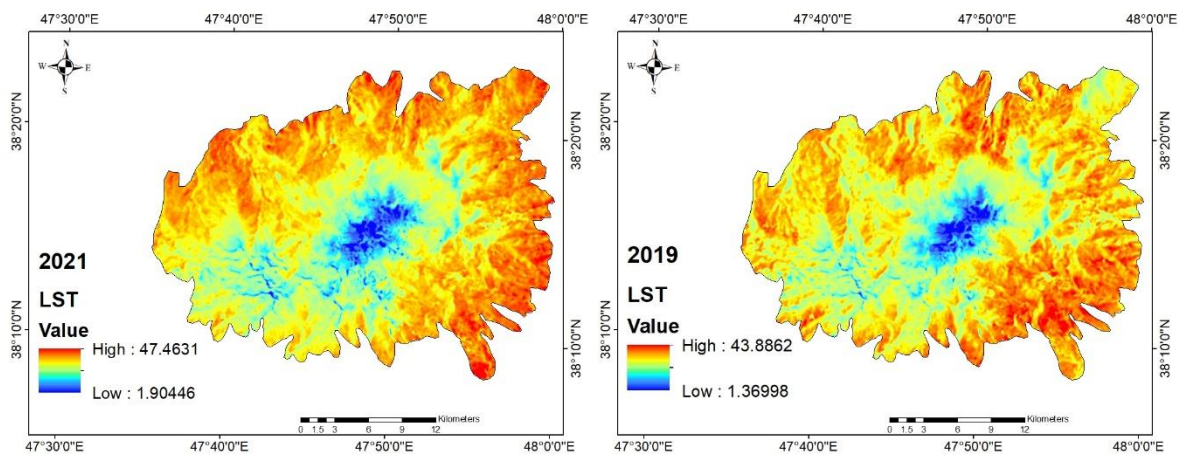 47°30'0"E 47°40'0"E 47°50'0"E 48°0'0"E
N
W E
S
38°20'0"N
38°20'0"N
38°10'0"N
38°10'0"N
2021
LST
Value
High : 47.4631
Low : 1.90446
Kilometers
0 1.5 3 6 9 12
47°30'0"E 47°40'0"E 47°50'0"E 48°0'0"E
47°30'0"E 47°40'0"E 47°50'0"E 48°0'0"E
N
W E
S
38°20'0"N
38°20'0"N
38°10'0"N
38°10'0"N
2019
LST
Value
High : 43.8862
Low : 1.36998
Kilometers
0 1.5 3 6 9 12
47°30'0"E 47°40'0"E 47°50'0"E 48°0'0"E